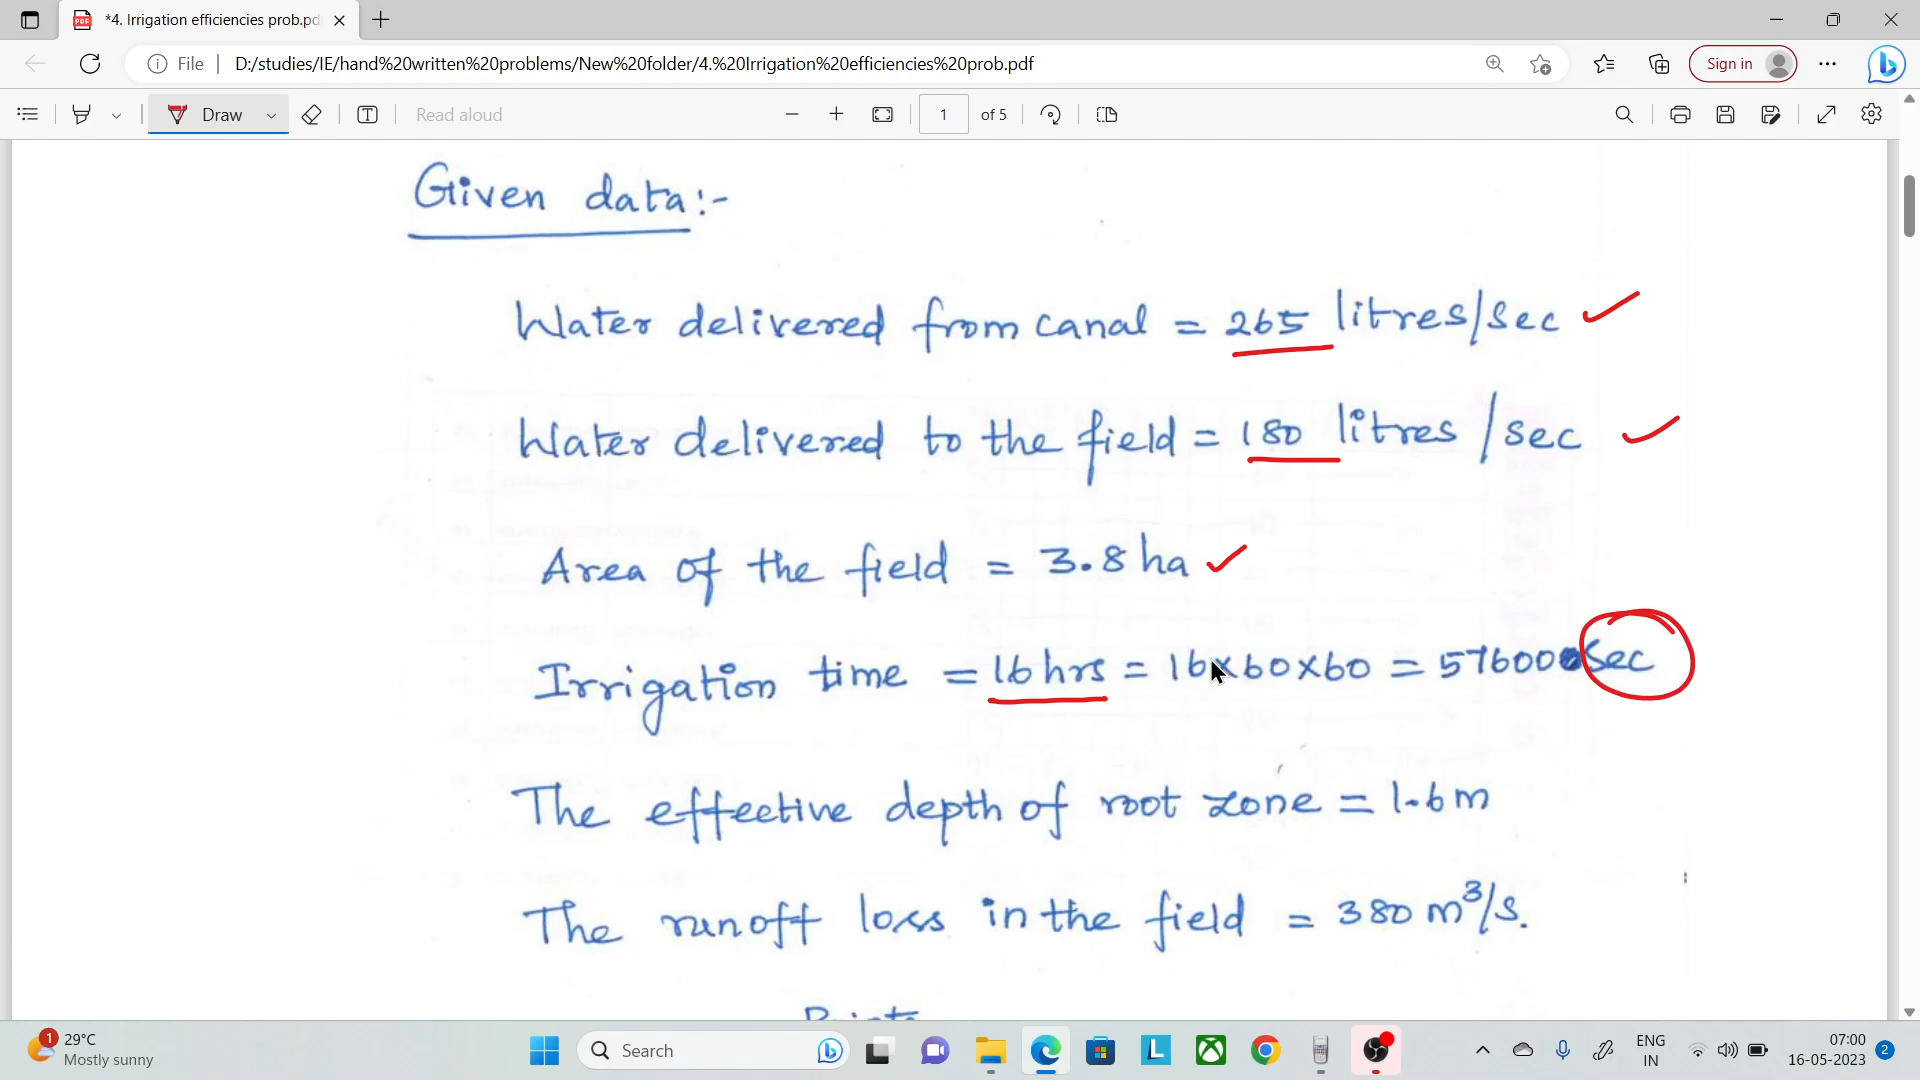 *4. Irrigation efficiencies prob.pd
File
D:/studies/IE/hand%20written%20problems/New%20folder/4.%20Irrigation%20efficiencies%20prob.pdf
Sign in
Draw
Read aloud
1
of 5
Given data:-
Water delivered from canal = 265 litres/sec
Water delivered to the field = 180 litres/sec
Area of the field = 3.8 ha
Irrigation time = 16 hrs = 16×60×60 = 57600 Sec
The effective depth of root zone = 1.6m
The runoff loss in the field = 380 m³/s.
1
29°C
Mostly sunny
Search
ENG
IN
07:00
16-05-2023
2